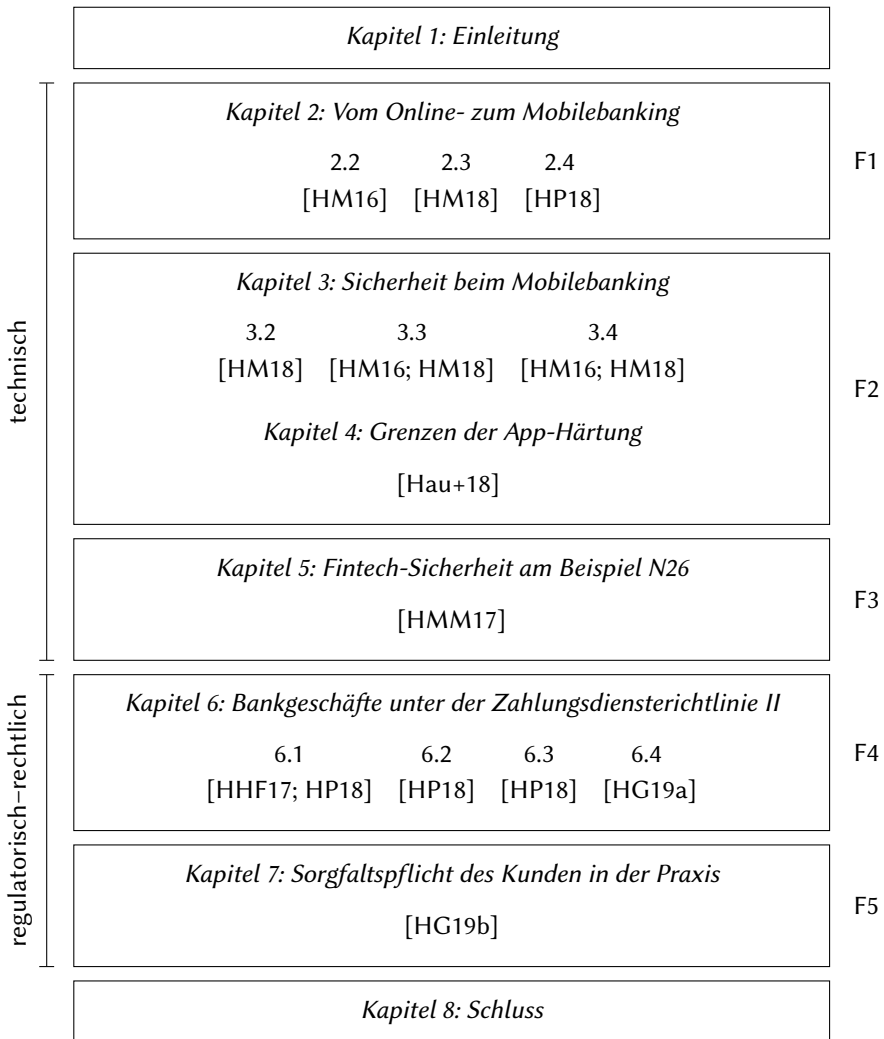 Kapitel 1: Einleitung
technisch
Kapitel 2: Vom Online- zum Mobilebanking
2.2 2.3 2.4
[HM16] [HM18] [HP18]
F1
Kapitel 3: Sicherheit beim Mobilebanking
3.2 3.3 3.4
[HM18] [HM16; HM18] [HM16; HM18]
Kapitel 4: Grenzen der App-Härtung
[Hau+18]
F2
Kapitel 5: Fintech-Sicherheit am Beispiel N26
[HMM17]
F3
regulatorisch–rechtlich
Kapitel 6: Bankgeschäfte unter der Zahlungsdiensterichtlinie II
6.1 6.2 6.3 6.4
[HHF17; HP18] [HP18] [HP18] [HG19a]
F4
Kapitel 7: Sorgfaltspflicht des Kunden in der Praxis
[HG19b]
F5
Kapitel 8: Schluss